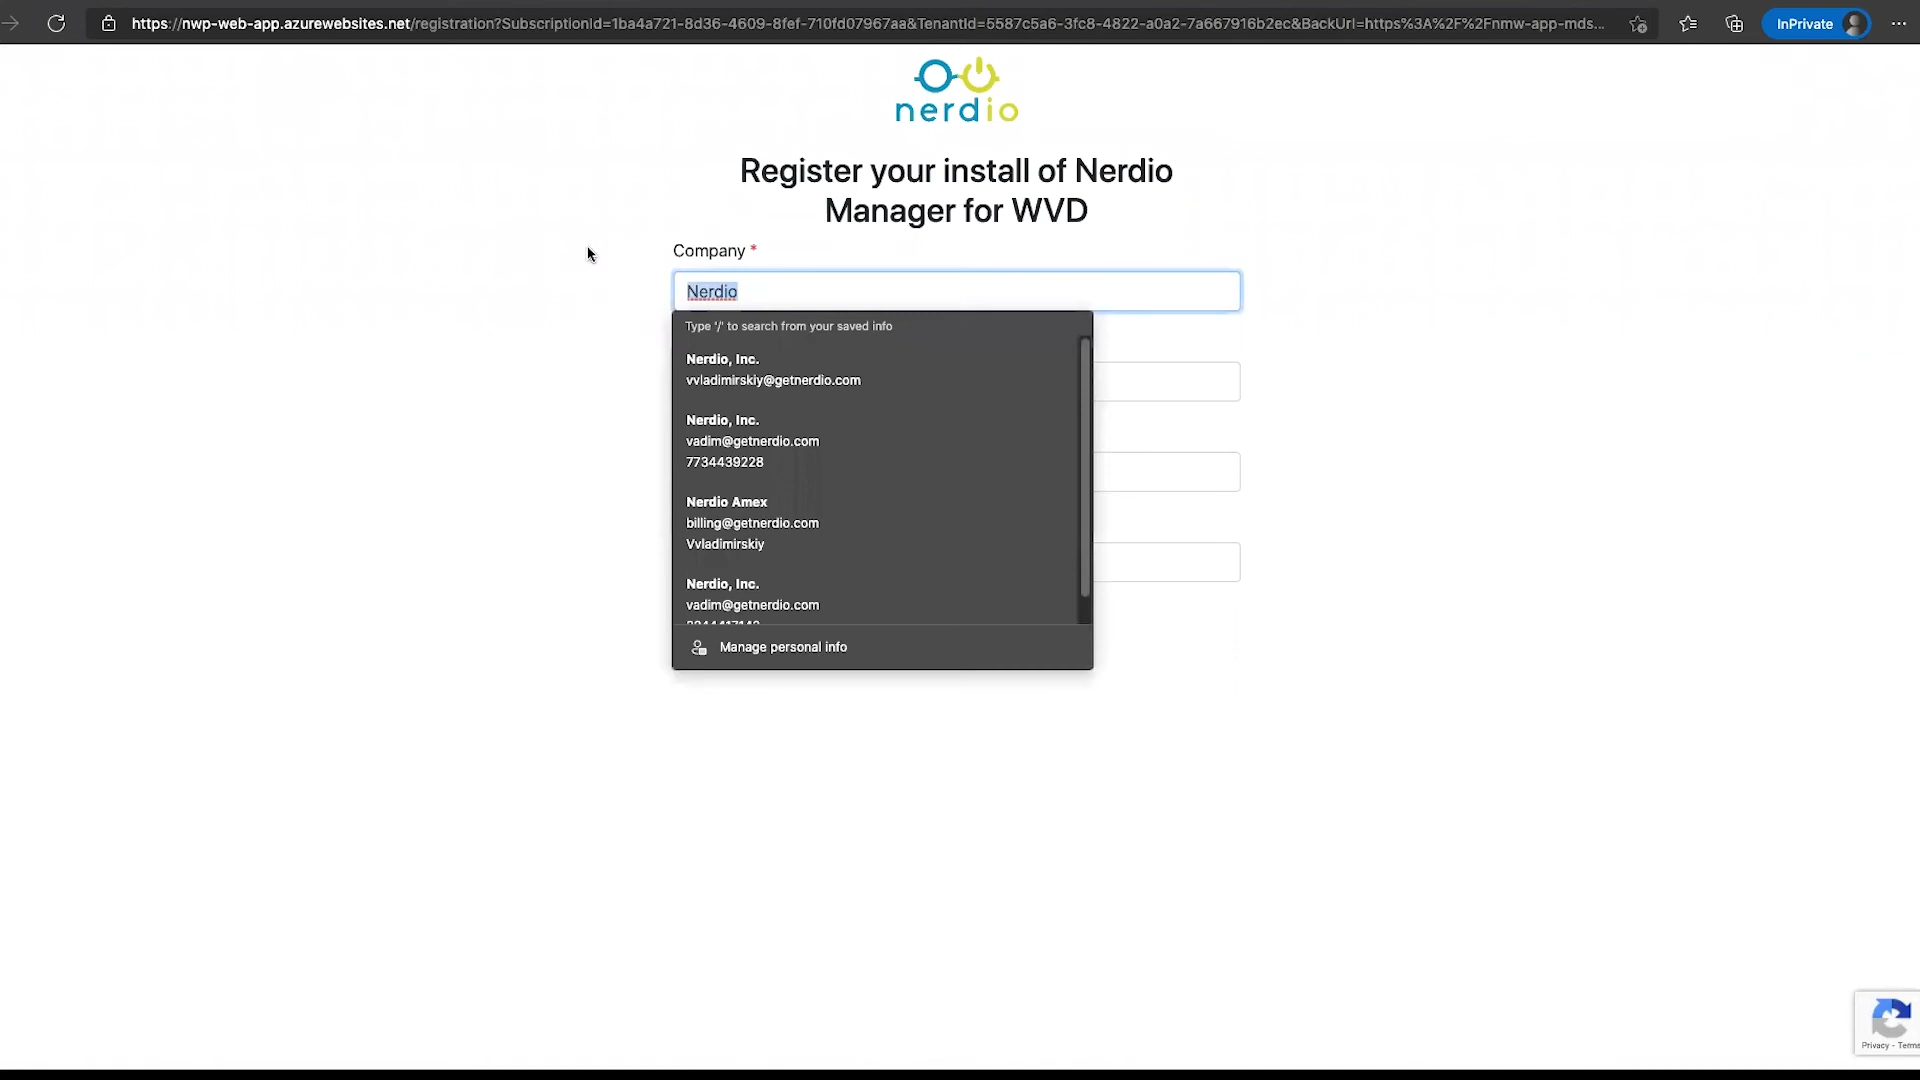 https://nwp-web-app.azurewebsites.net/registration?SubscriptionId=1ba4a721-8d36-4609-8fef-710fd07967aa&TenantId=5587c5a6-3fc8-4822-a0a2-7a667916b2ec&BackUrl=https%3A%2F%2Fnmw-app-mds...
InPrivate
nerdio
Register your install of Nerdio
Manager for WVD
Company *
Nerdio
Type '/' to search from your saved info
Nerdio, Inc.
vvladimirskiy@getnerdio.com
Nerdio, Inc.
vadim@getnerdio.com
7734439228
Nerdio Amex
billing@getnerdio.com
Vvladimirskiy
Nerdio, Inc.
vadim@getnerdio.com
Manage personal info
Privacy - Terms